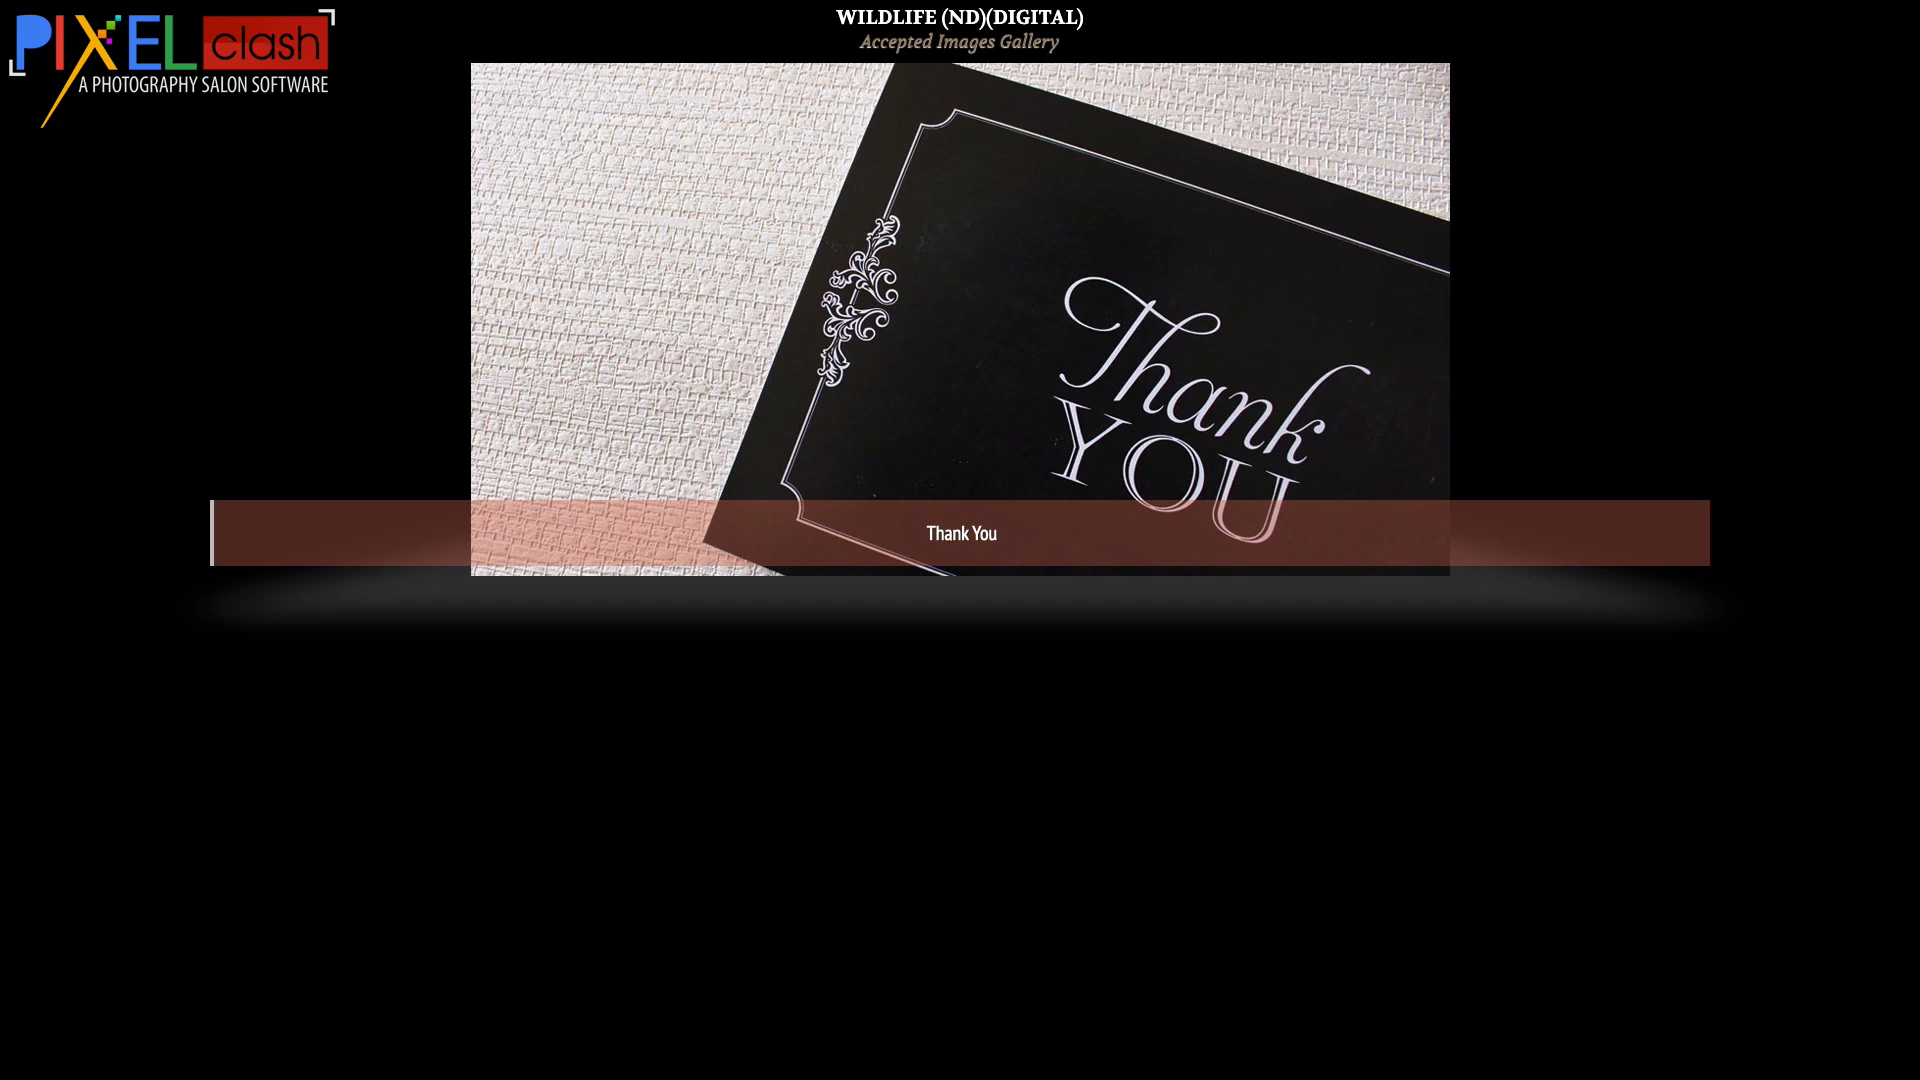 PIXEL clash
A PHOTOGRAPHY SALON SOFTWARE
WILDLIFE (ND)(DIGITAL)
Accepted Images Gallery
Thank
YOU
Thank You